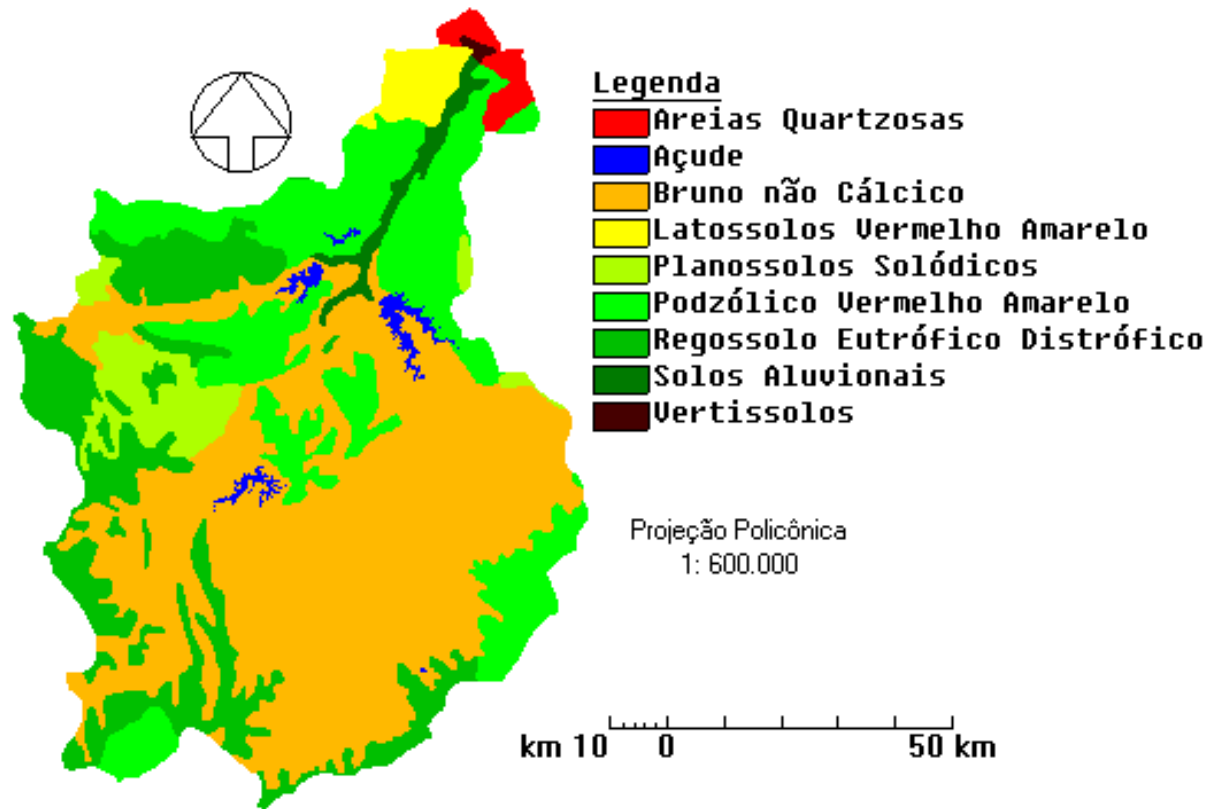 Legenda
Areias Quartzosas
Açude
Bruno não Cálcico
Latossolos Vermelho Amarelo
Planossolos Solódicos
Podzólico Vermelho Amarelo
Regossolo Eutrófico Distrófico
Solos Aluvionais
Vertissolos
Projeção Policônica
1: 600.000
km 10 0 50 km